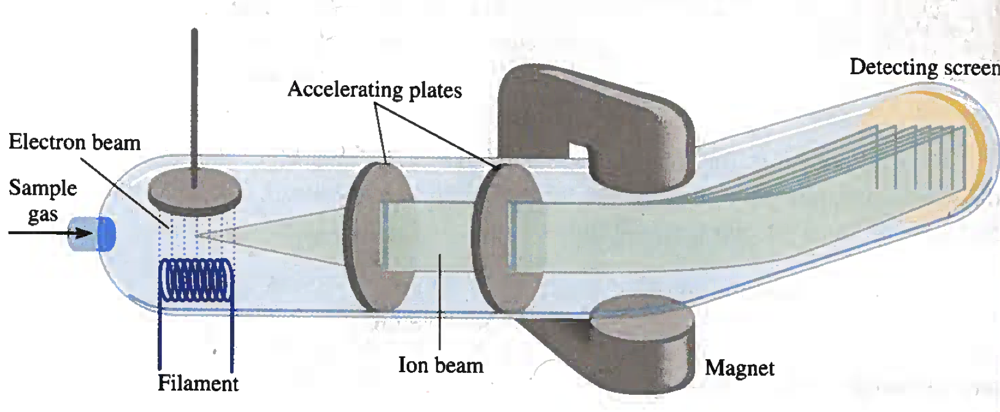 Detecting screen
Accelerating plates
Electron beam
Sample
gas
Ion beam
Magnet
Filament